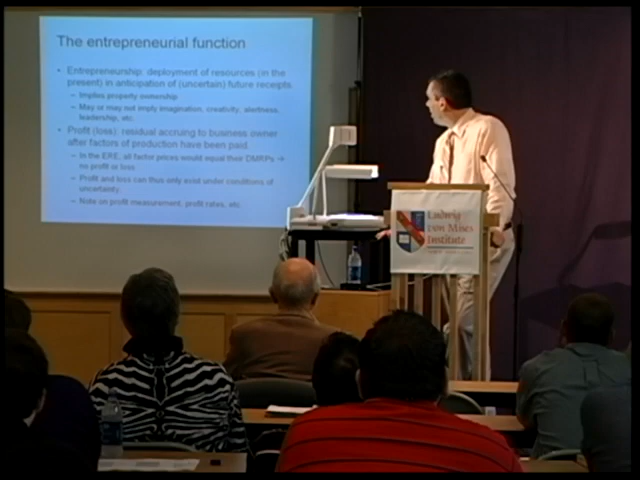 The entrepreneurial function
• Entrepreneurship: deployment of resources (in the
present) in anticipation of (uncertain) future receipts.
– Implies property ownership
– May or may not imply imagination, creativity, alertness,
leadership, etc.
• Profit (loss): residual accruing to business owner
after factors of production have been paid.
– In the ERE, all factor prices would equal their DMRPs →
no profit or loss
– Profit and loss can thus only exist under conditions of
uncertainty.
– Note on profit measurement, profit rates, etc.
Ludwig
von Mises
Institute